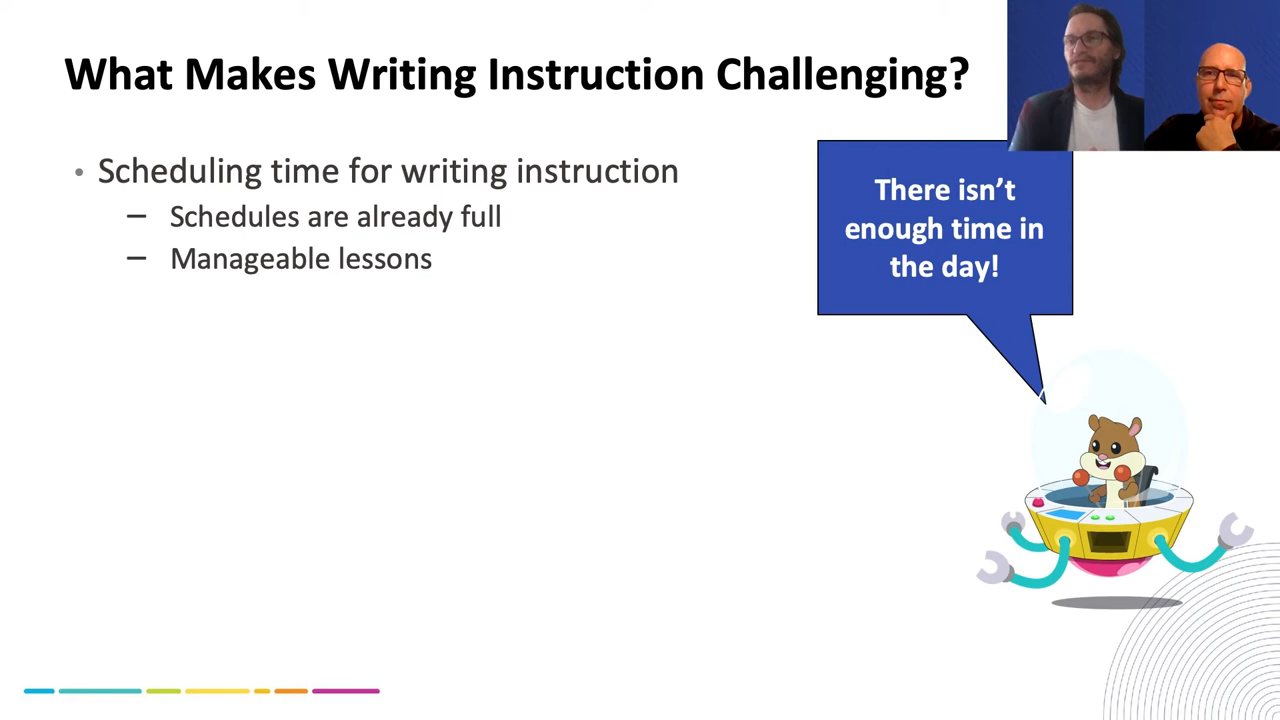 What Makes Writing Instruction Challenging?
• Scheduling time for writing instruction
– Schedules are already full
– Manageable lessons
There isn’t
enough time in
the day!